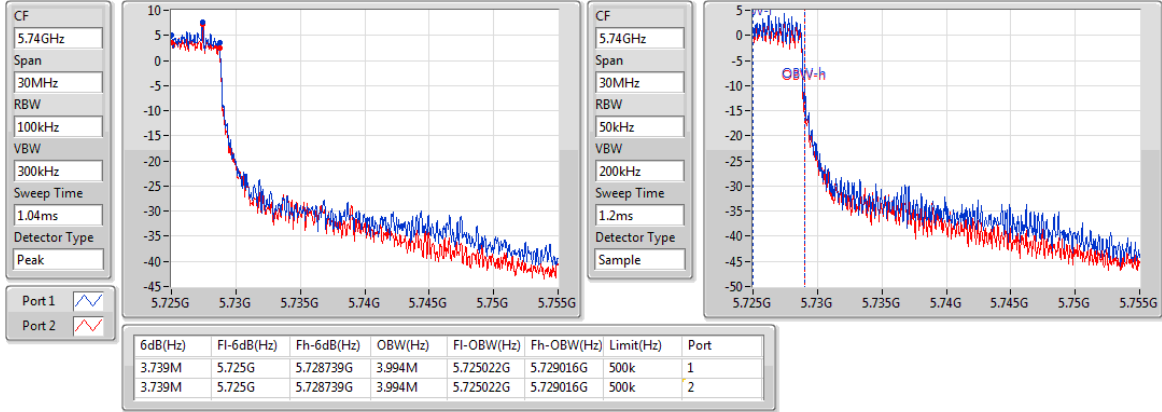 CF
5.74GHz
Span
30MHz
RBW
100kHz
VBW
300kHz
Sweep Time
1.04ms
Detector Type
Peak
Port 1
Port 2
10
5
0
-5
-10
-15
-20
-25
-30
-35
-40
-45
5.725G 5.73G 5.735G 5.74G 5.745G 5.75G 5.755G
CF
5.74GHz
Span
30MHz
RBW
50kHz
VBW
200kHz
Sweep Time
1.2ms
Detector Type
Sample
5
0
-5
-10
-15
-20
-25
-30
-35
-40
-45
-50
OBW-h
5.725G 5.73G 5.735G 5.74G 5.745G 5.75G 5.755G
6dB(Hz) Fl-6dB(Hz) Fh-6dB(Hz) OBW(Hz) Fl-OBW(Hz) Fh-OBW(Hz) Limit(Hz) Port
3.739M 5.725G 5.728739G 3.994M 5.725022G 5.729016G 500k 1
3.739M 5.725G 5.728739G 3.994M 5.725022G 5.729016G 500k 2